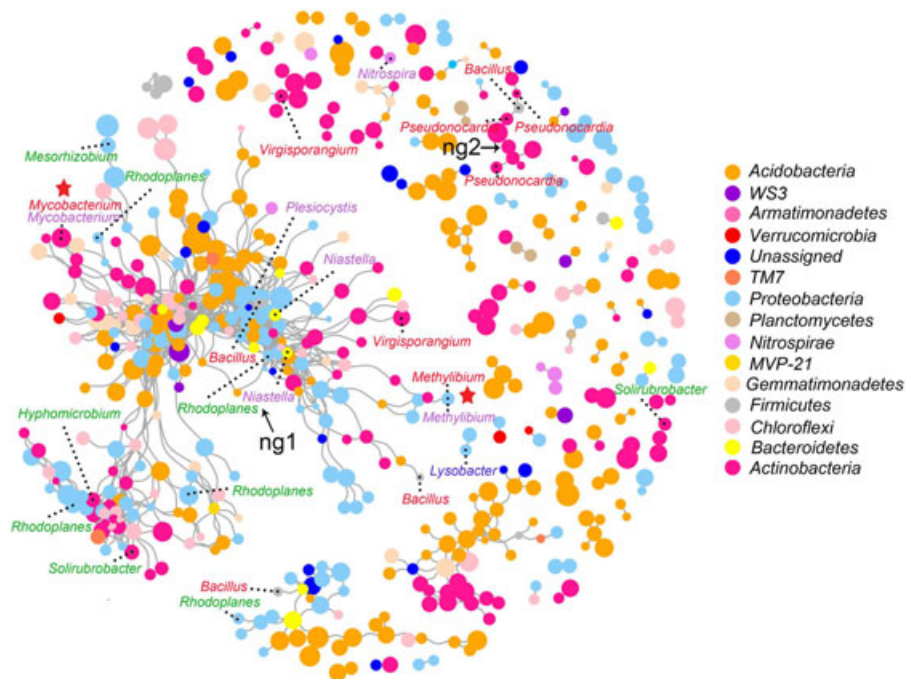 Nitrospira
Bacillus
Pseudonocardia
Pseudonocardia
ng2
Pseudonocardia
Virgisporangium
Mesorhizobium
Rhodoplanes
Mycobacterium
Mycobacterium
Plesiocystis
Niastella
Virgisporangium
Bacillus
Rhodoplanes
Niastella
ng1
Methylibium
Methylibium
Solirubrobacter
Lysobacter
Bacillus
Hyphomicrobium
Rhodoplanes
Rhodoplanes
Solirubrobacter
Bacillus
Rhodoplanes
Acidobacteria
WS3
Armatimonadetes
Verrucomicrobia
Unassigned
TM7
Proteobacteria
Planctomycetes
Nitrospirae
MVP-21
Gemmatimonadetes
Firmicutes
Chloroflexi
Bacteroidetes
Actinobacteria